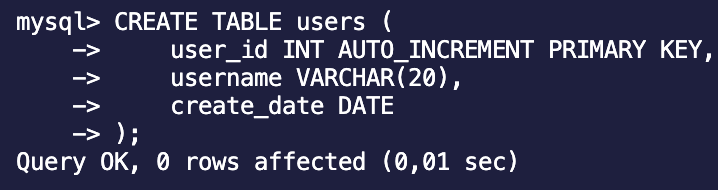 mysql> CREATE TABLE users (
    ->     user_id INT AUTO_INCREMENT PRIMARY KEY,
    ->     username VARCHAR(20),
    ->     create_date DATE
    -> );
Query OK, 0 rows affected (0,01 sec)